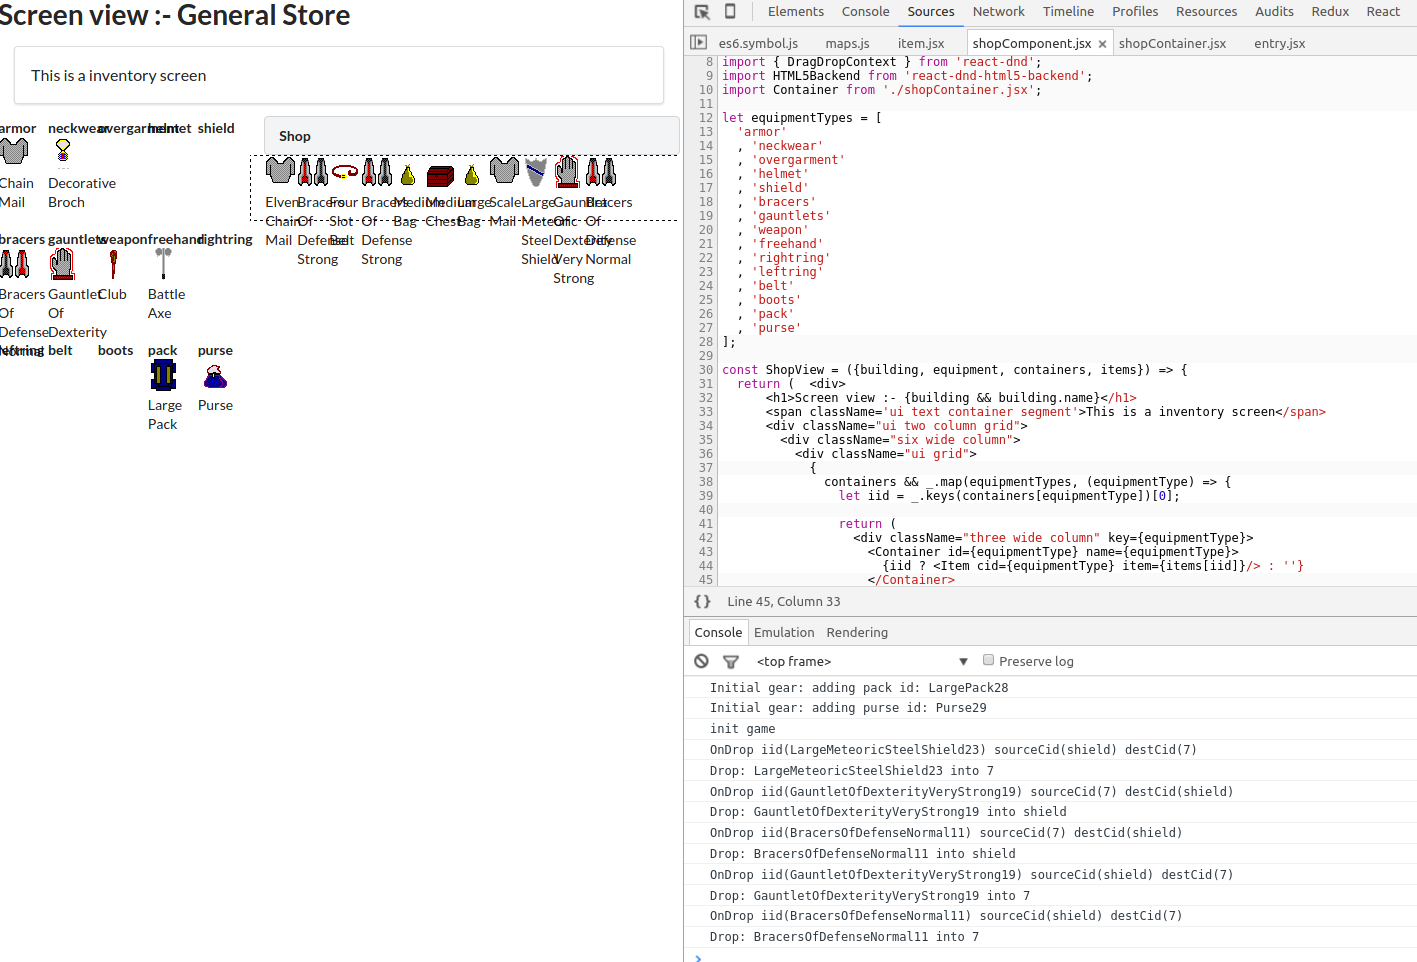 Screen view :- General Store
This is a inventory screen
armor neckwear overgarment helmet shield
Chain Mail
Decorative Broch
Shop
Elven Chain Mail
Bracers Of Defense Strong
Four Slot Belt
Bracers Of Defense Strong
Medium Bag
Medium Chest
Large Bag
Scale Mail
Large Meteoric Steel Shield
Gauntlet Of Dexterity Very Strong
Bracers Of Defense Normal
bracers gauntlets weapon freehand rightring
Bracers Of Defense Normal
Gauntlet Of Dexterity
Club
Battle Axe
leftring belt boots pack purse
Large Pack
Purse
Elements Console Sources Network Timeline Profiles Resources Audits Redux React
es6.symbol.js maps.js item.jsx shopComponent.jsx × shopContainer.jsx entry.jsx
8 import { DragDropContext } from 'react-dnd';
9 import HTML5Backend from 'react-dnd-html5-backend';
10 import Container from './shopContainer.jsx';
11
12 let equipmentTypes = [
13 'armor'
14 , 'neckwear'
15 , 'overgarment'
16 , 'helmet'
17 , 'shield'
18 , 'bracers'
19 , 'gauntlets'
20 , 'weapon'
21 , 'freehand'
22 , 'rightring'
23 , 'leftring'
24 , 'belt'
25 , 'boots'
26 , 'pack'
27 , 'purse'
28 ];
29
30 const ShopView = ({building, equipment, containers, items}) => {
31 return ( <div>
32 <h1>Screen view :- {building && building.name}</h1>
33 <span className='ui text container segment'>This is a inventory screen</span>
34 <div className="ui two column grid">
35 <div className="six wide column">
36 <div className="ui grid">
37 {
38 containers && _.map(equipmentTypes, (equipmentType) => {
39 let iid = _.keys(containers[equipmentType])[0];
40
41 return (
42 <div className="three wide column" key={equipmentType}>
43 <Container id={equipmentType} name={equipmentType}>
44 {iid ? <Item cid={equipmentType} item={items[iid]}/> : ''}
45 </Container>
{} Line 45, Column 33
Console Emulation Rendering
<top frame> ▼ Preserve log
Initial gear: adding pack id: LargePack28
Initial gear: adding purse id: Purse29
init game
OnDrop iid(LargeMeteoricSteelShield23) sourceCid(shield) destCid(7)
Drop: LargeMeteoricSteelShield23 into 7
OnDrop iid(GauntletOfDexterityVeryStrong19) sourceCid(7) destCid(shield)
Drop: GauntletOfDexterityVeryStrong19 into shield
OnDrop iid(BracersOfDefenseNormal11) sourceCid(7) destCid(shield)
Drop: BracersOfDefenseNormal11 into shield
OnDrop iid(GauntletOfDexterityVeryStrong19) sourceCid(shield) destCid(7)
Drop: GauntletOfDexterityVeryStrong19 into 7
OnDrop iid(BracersOfDefenseNormal11) sourceCid(shield) destCid(7)
Drop: BracersOfDefenseNormal11 into 7